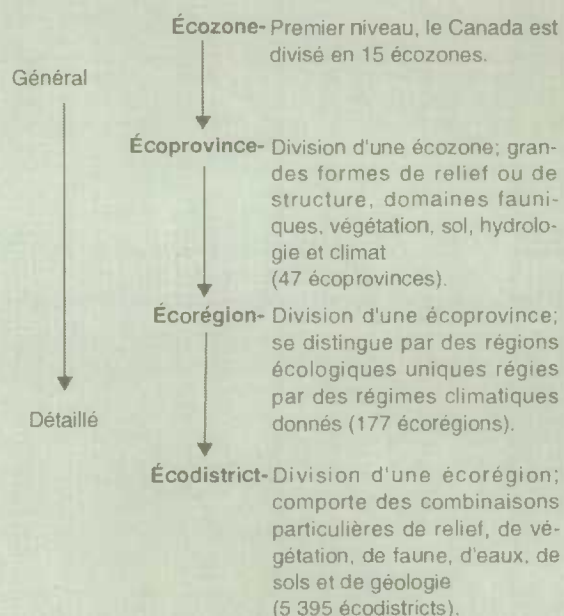 Écozone- Premier niveau, le Canada est
divisé en 15 écozones.
Général
Écoprovince- Division d'une écozone; gran-
des formes de relief ou de
structure, domaines fauni-
ques, végétation, sol, hydrolo-
gie et climat
(47 écoprovinces).
Écorégion- Division d'une écoprovince;
se distingue par des régions
écologiques uniques régies
par des régimes climatiques
donnés (177 écorégions).
Détaillé
Écodistrict- Division d'une écorégion;
comporte des combinaisons
particulières de relief, de vé-
gétation, de faune, d'eaux, de
sols et de géologie
(5 395 écodistricts).